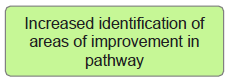 Increased identification of
areas of improvement in
pathway